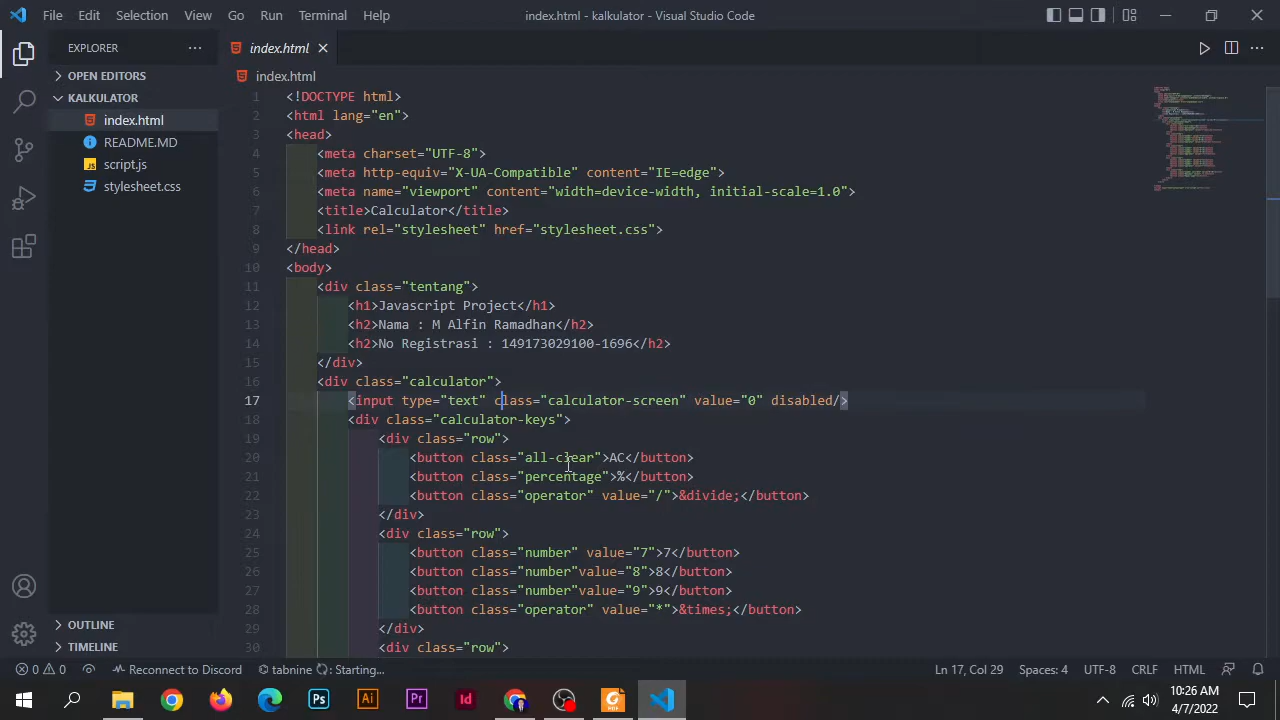 File Edit Selection View Go Run Terminal Help index.html - kalkulator - Visual Studio Code
EXPLORER
OPEN EDITORS
KALKULATOR
index.html
README.MD
script.js
stylesheet.css
OUTLINE
TIMELINE
index.html
index.html
1 <!DOCTYPE html>
2 <html lang="en">
3 <head>
4 <meta charset="UTF-8">
5 <meta http-equiv="X-UA-Compatible" content="IE=edge">
6 <meta name="viewport" content="width=device-width, initial-scale=1.0">
7 <title>Calculator</title>
8 <link rel="stylesheet" href="stylesheet.css">
9 </head>
10 <body>
11 <div class="tentang">
12 <h1>Javascript Project</h1>
13 <h2>Nama : M Alfin Ramadhan</h2>
14 <h2>No Registrasi : 149173029100-1696</h2>
15 </div>
16 <div class="calculator">
17 <input type="text" class="calculator-screen" value="0" disabled/>
18 <div class="calculator-keys">
19 <div class="row">
20 <button class="all-clear">AC</button>
21 <button class="percentage">%</button>
22 <button class="operator" value="/">&divide;</button>
23 </div>
24 <div class="row">
25 <button class="number" value="7">7</button>
26 <button class="number"value="8">8</button>
27 <button class="number"value="9">9</button>
28 <button class="operator" value="*">&times;</button>
29 </div>
30 <div class="row">
0 0 Reconnect to Discord tabnine : Starting... Ln 17, Col 29 Spaces: 4 UTF-8 CRLF HTML
Ps Ai Pr Id
10:26 AM
4/7/2022